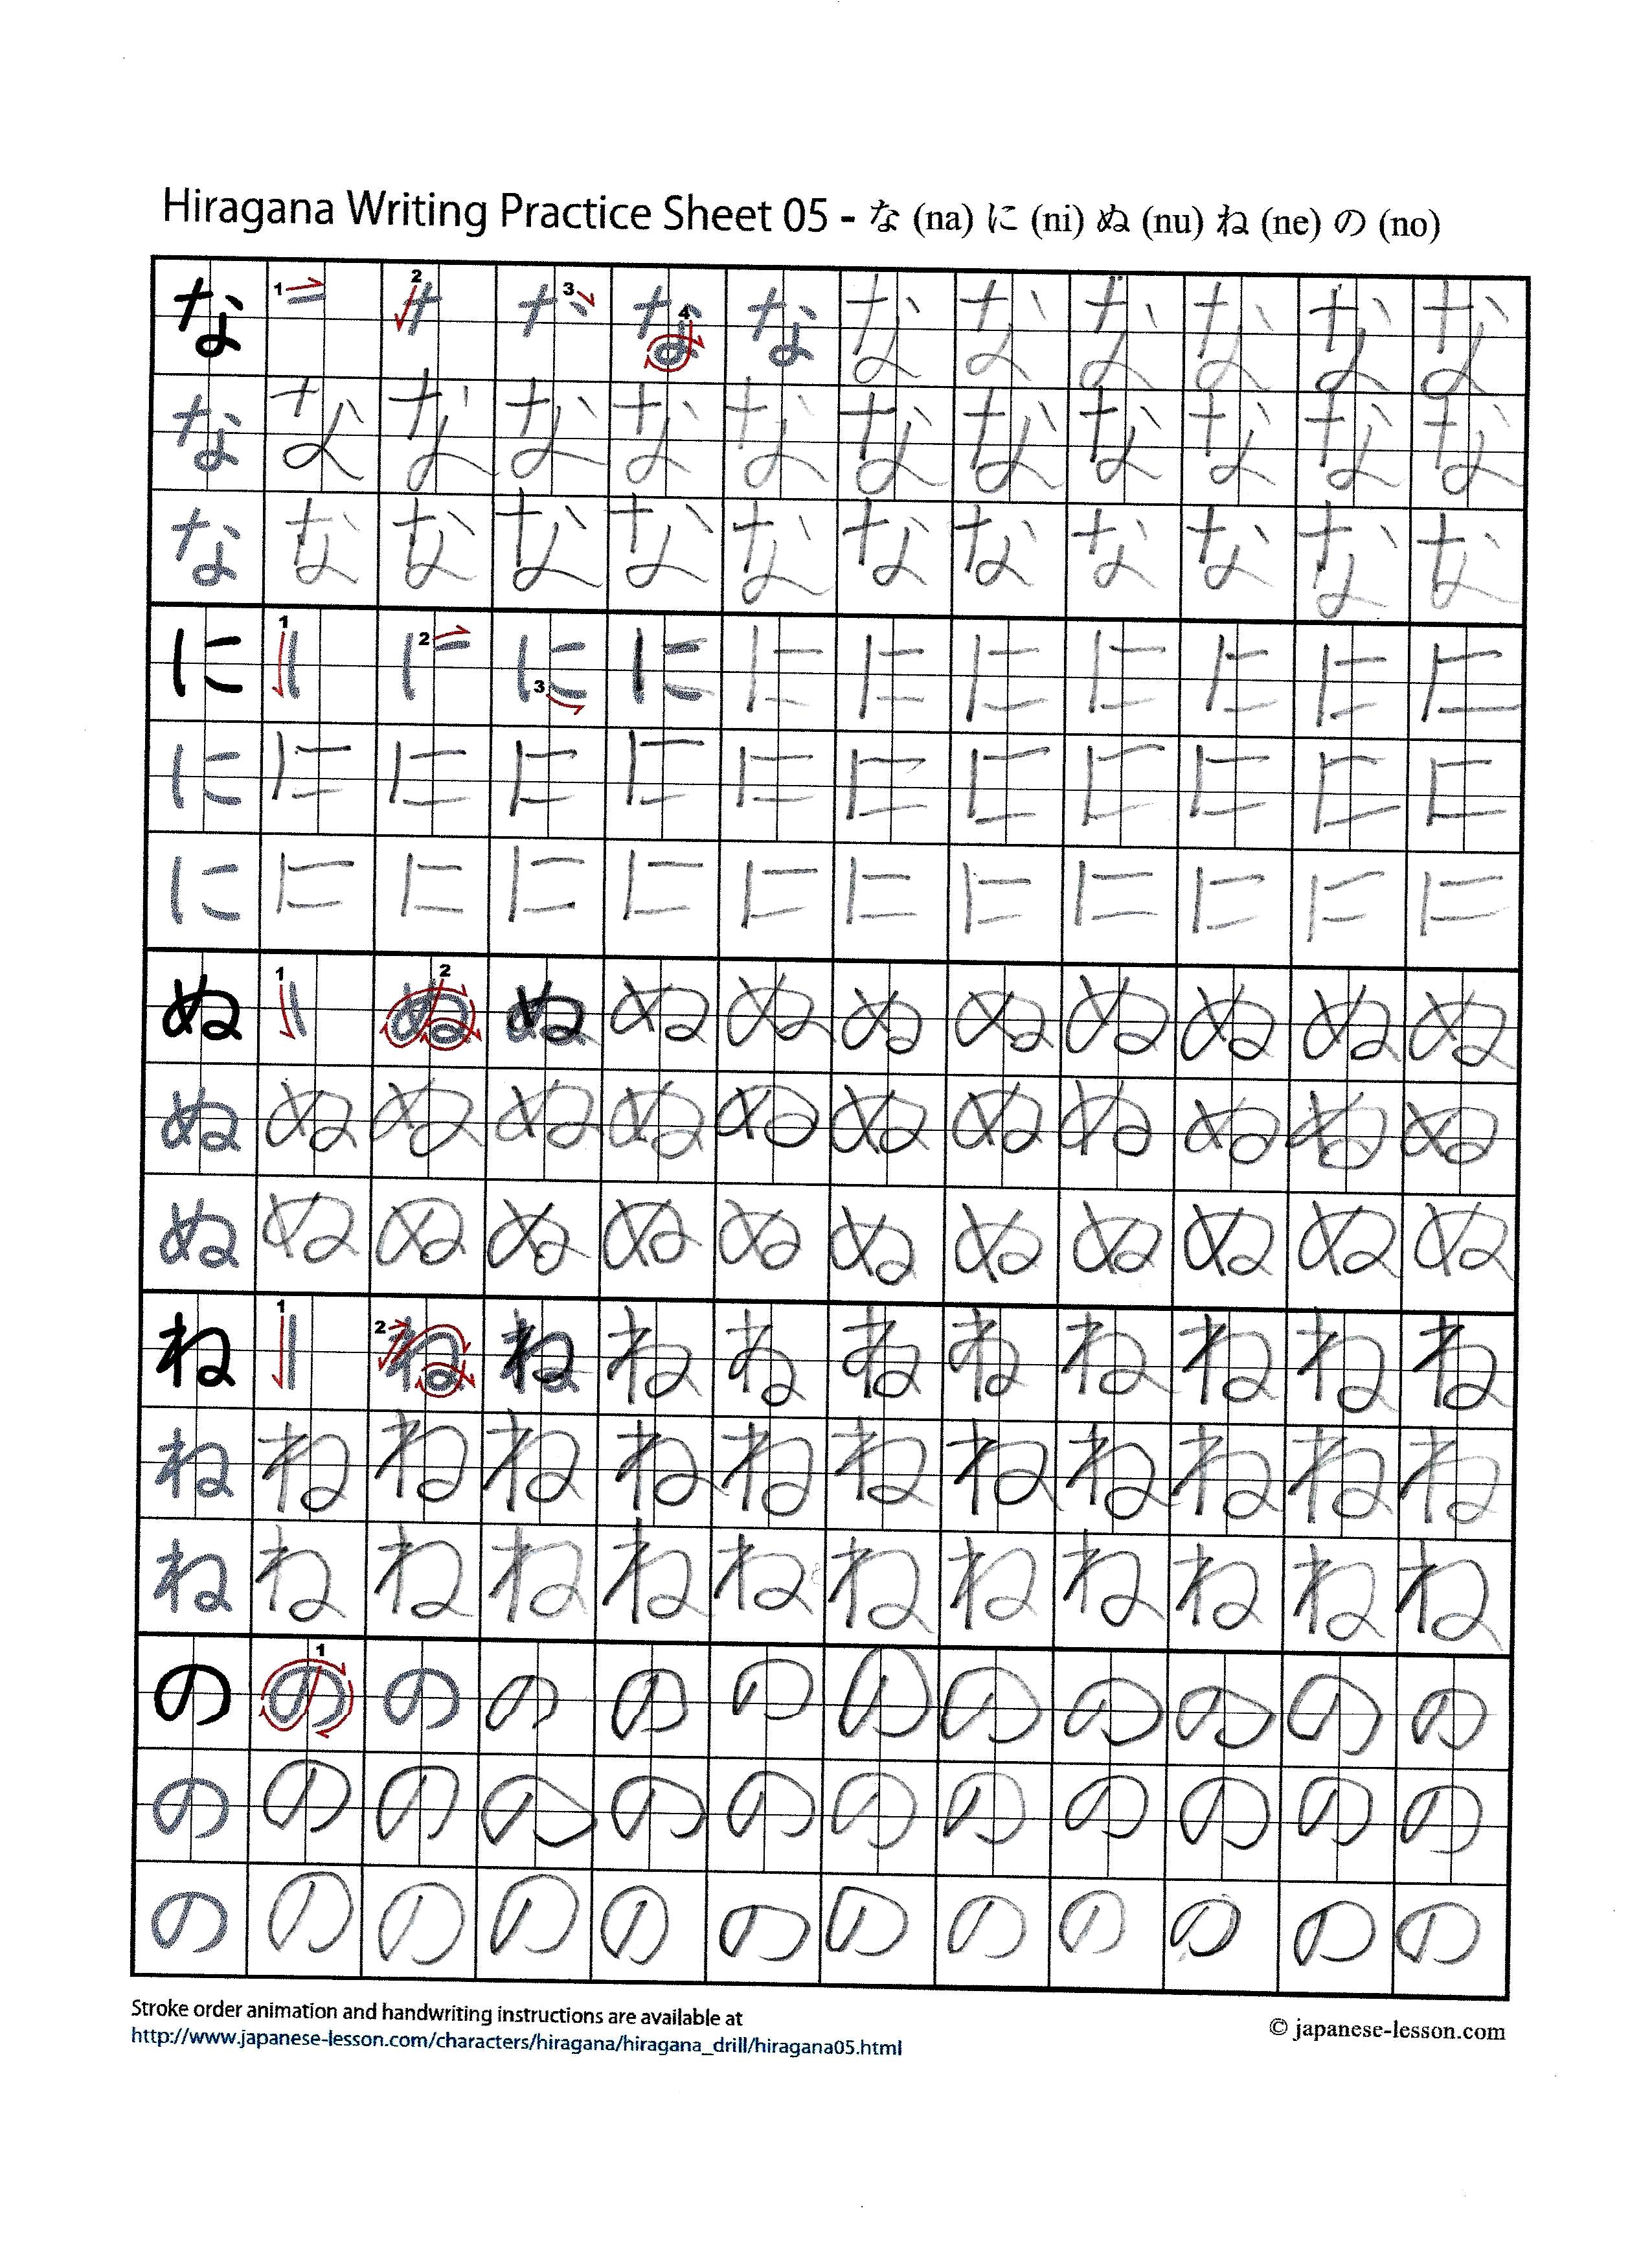 Hiragana Writing Practice Sheet 05 - な (na) に (ni) ぬ (nu) ね (ne) の (no)
な 1 2 3 4 な な な な な な な な
な な な な な な な な な な な な
な な な な な な な な な な な な
に 1 2 3 に に に に に に に に に
に に に に に に に に に に に に
に に に に に に に に に に に に
ぬ 1 2 ぬ ぬ ぬ ぬ ぬ ぬ ぬ ぬ ぬ ぬ
ぬ ぬ ぬ ぬ ぬ ぬ ぬ ぬ ぬ ぬ ぬ ぬ
ぬ ぬ ぬ ぬ ぬ ぬ ぬ ぬ ぬ ぬ ぬ ぬ
ね 1 2 ね ね ね ね ね ね ね ね ね ね
ね ね ね ね ね ね ね ね ね ね ね ね
ね ね ね ね ね ね ね ね ね ね ね ね
の 1 の の の の の の の の の の の
の の の の の の の の の の の の
の の の の の の の の の の の の
Stroke order animation and handwriting instructions are available at
http://www.japanese-lesson.com/characters/hiragana/hiragana_drill/hiragana05.html
© japanese-lesson.com